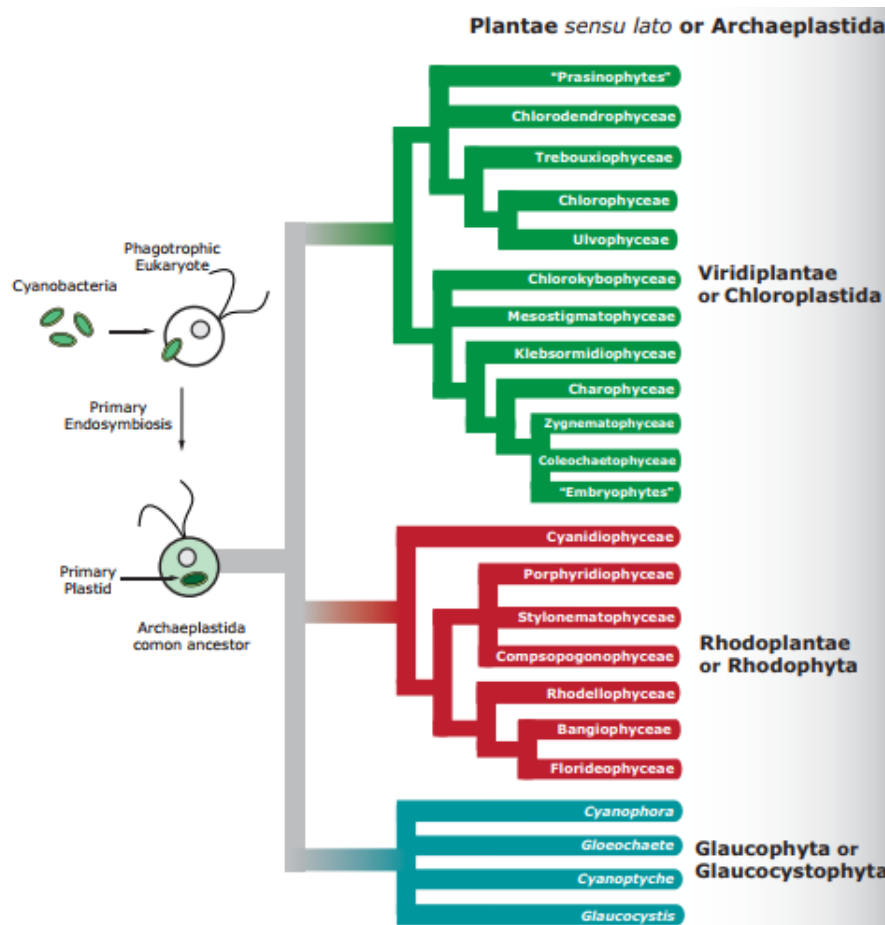 Plantae sensu lato or Archaeplastida
"Prasinophytes"
Chlorodendrophyceae
Trebouxiophyceae
Chlorophyceae
Ulvophyceae
Phagotrophic
Eukaryote
Cyanobacteria
Chlorokybophyceae
Mesostigmatophyceae
Klebsormidiophyceae
Charophyceae
Zygnematophyceae
Coleochaetophyceae
"Embryophytes"
Viridiplantae
or Chloroplastida
Primary
Endosymbiosis
Primary
Plastid
Archaeplastida
comon ancestor
Cyanidiophyceae
Porphyridiophyceae
Stylonematophyceae
Compsopogonophyceae
Rhodellophyceae
Bangiophyceae
Florideophyceae
Rhodoplantae
or Rhodophyta
Cyanophora
Gloeochaete
Cyanoptyche
Glaucocystis
Glaucophyta or
Glaucocystophyta